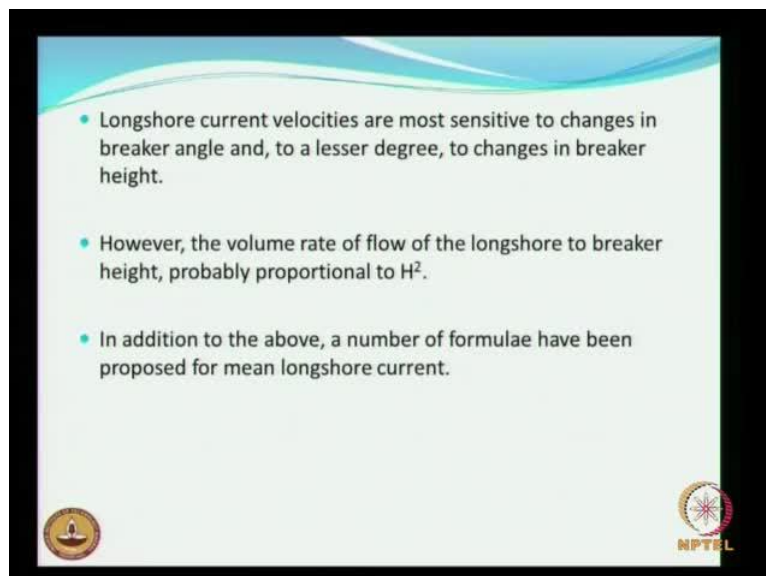 • Longshore current velocities are most sensitive to changes in
breaker angle and, to a lesser degree, to changes in breaker
height.
• However, the volume rate of flow of the longshore to breaker
height, probably proportional to H².
• In addition to the above, a number of formulae have been
proposed for mean longshore current.
NPTEL